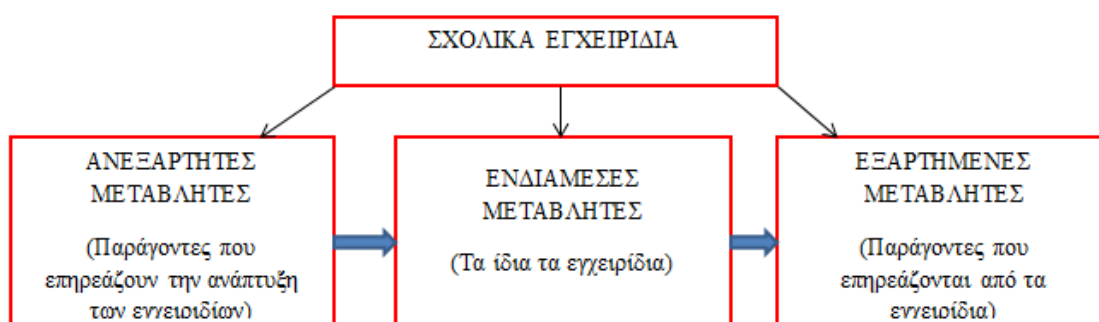 ΣΧΟΛΙΚΑ ΕΓΧΕΙΡΙΔΙΑ
ΑΝΕΞΑΡΤΗΤΕΣ
ΜΕΤΑΒΛΗΤΕΣ
(Παράγοντες που
επηρεάζουν την ανάπτυξη
των εγχειριδίων)
ΕΝΔΙΑΜΕΣΕΣ
ΜΕΤΑΒΛΗΤΕΣ
(Τα ίδια τα εγχειρίδια)
ΕΞΑΡΤΗΜΕΝΕΣ
ΜΕΤΑΒΛΗΤΕΣ
(Παράγοντες που
επηρεάζονται από τα
εγχειρίδια)